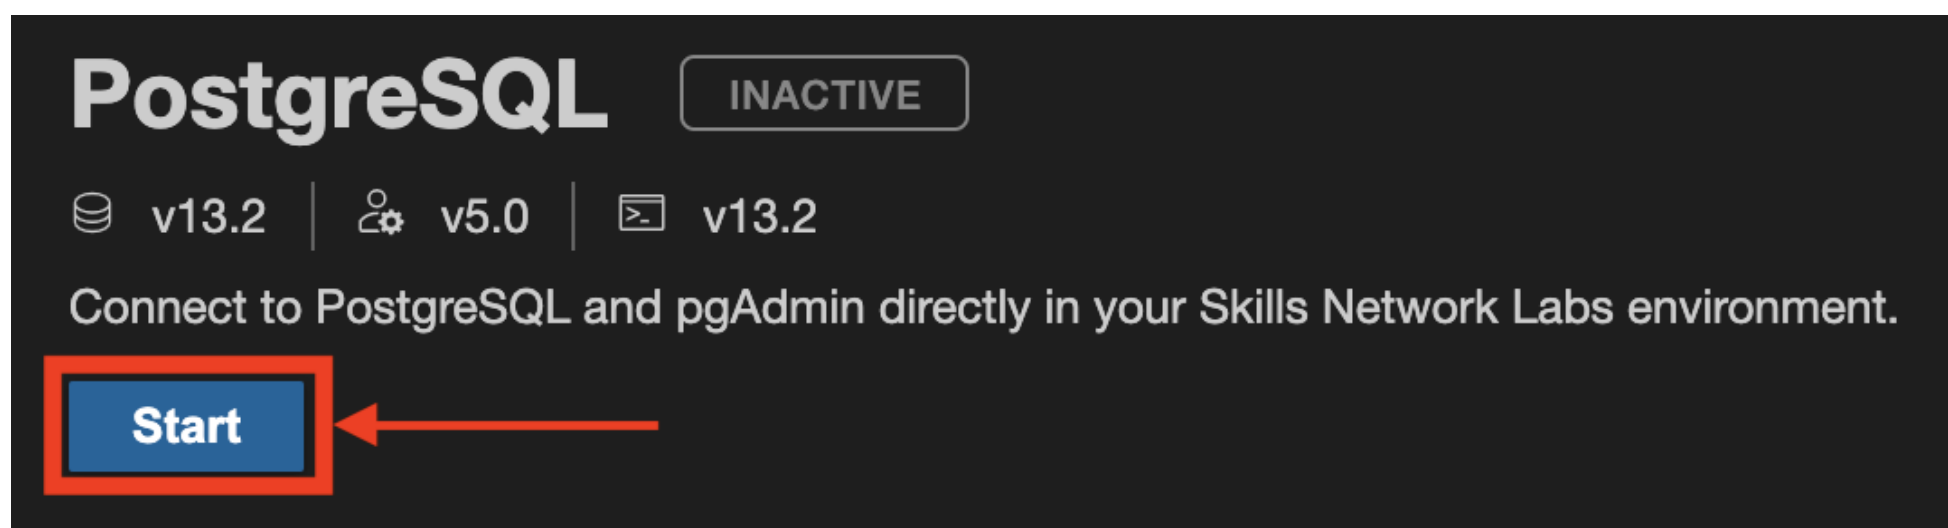 PostgreSQL INACTIVE
v13.2 v5.0 v13.2
Connect to PostgreSQL and pgAdmin directly in your Skills Network Labs environment.
Start